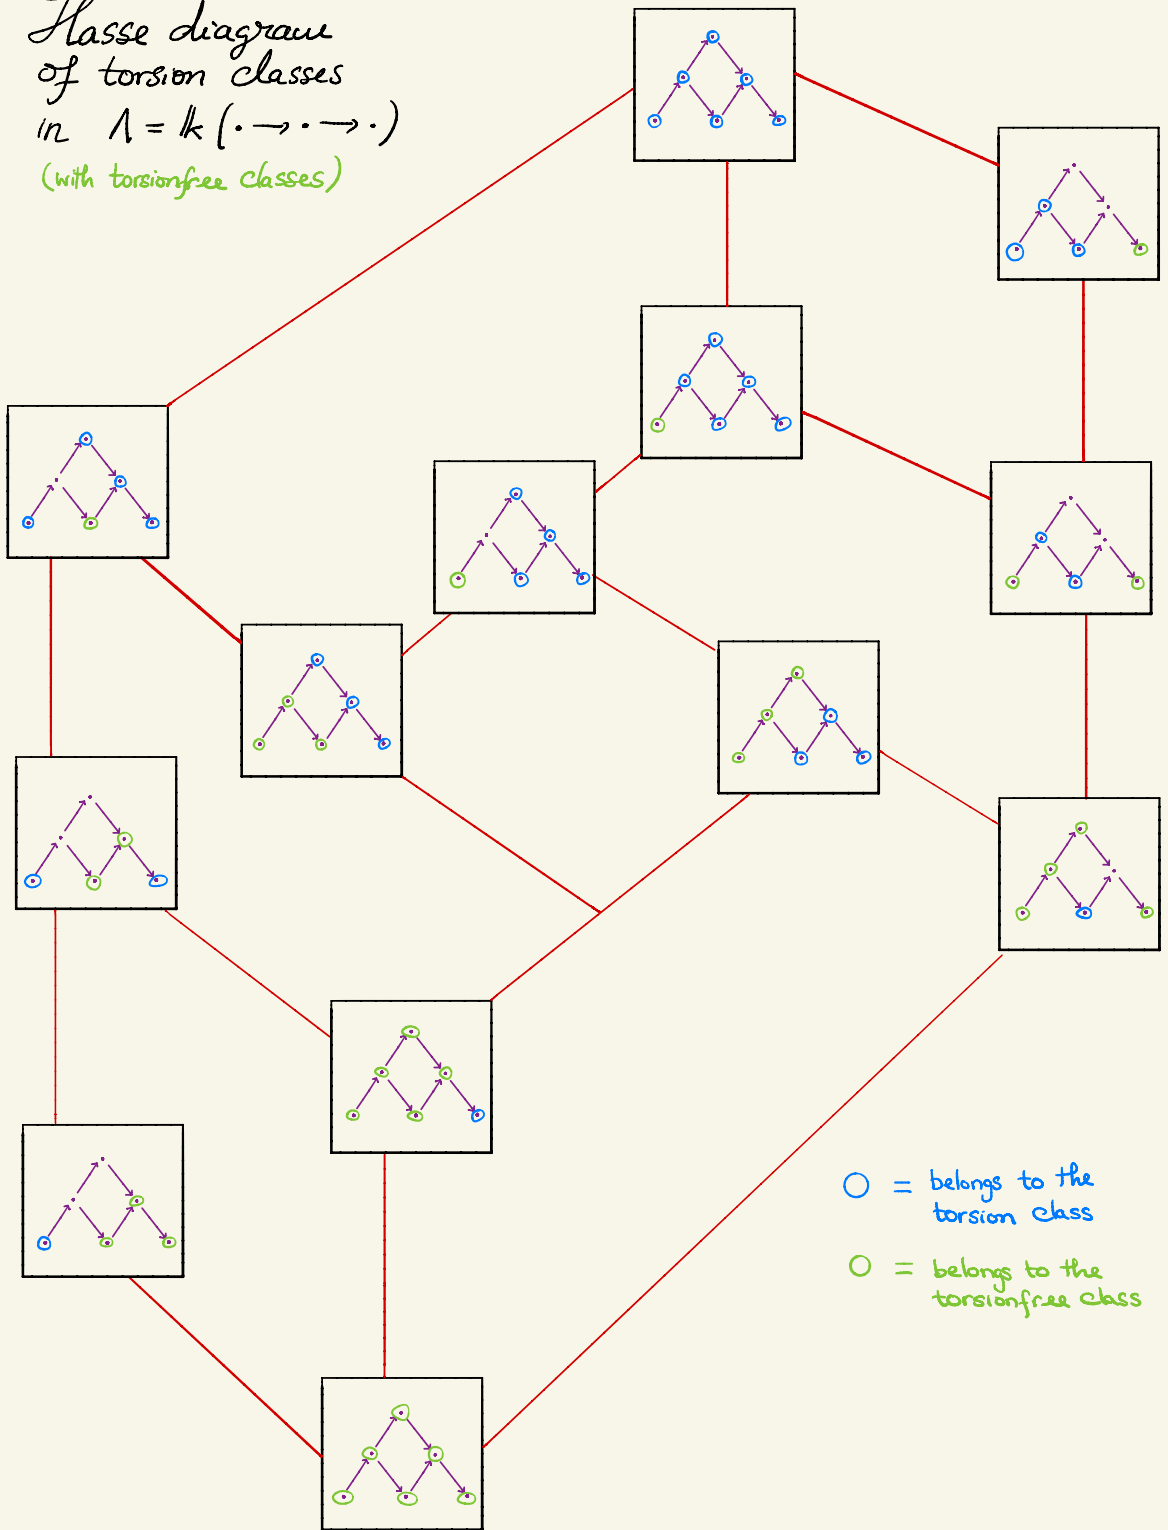 Hasse diagram
of torsion classes
in Λ = 𝕜 (· → · → ·)
(with torsionfree classes)
○ = belongs to the
torsion class
○ = belongs to the
torsionfree class